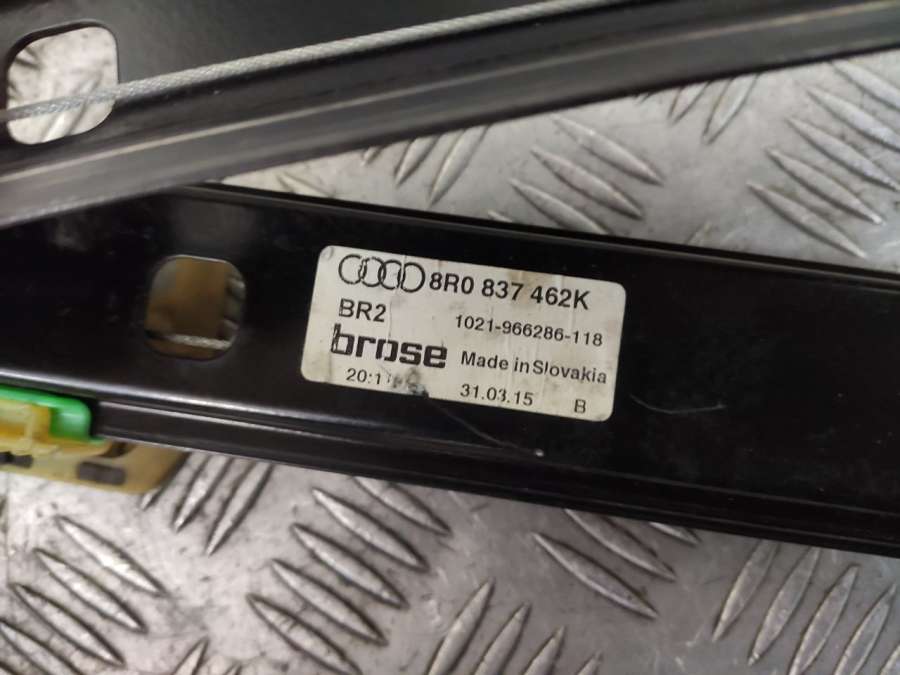 8R0 837 462K
BR2 1021-966286-118
brose Made in Slovakia
31.03.15 B